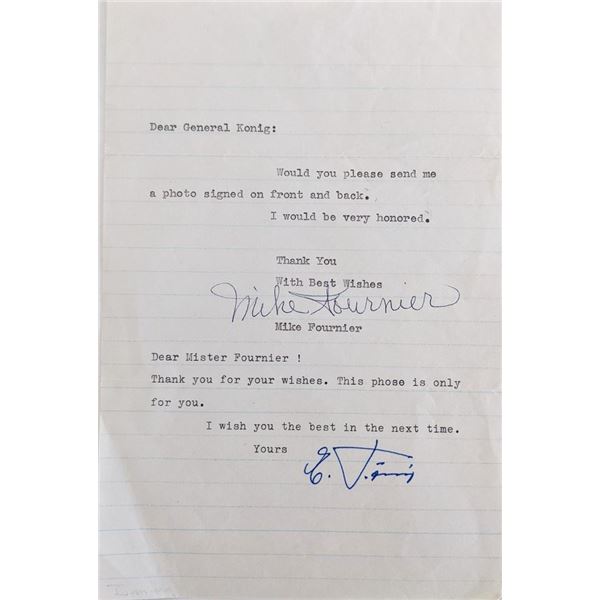 Dear General Konig:
Would you please send me
a photo signed on front and back.
I would be very honored.
Thank You
With Best Wishes
Mike Fournier
Mike Fournier
Dear Mister Fournier !
Thank you for your wishes. This phose is only
for you.
I wish you the best in the next time.
Yours